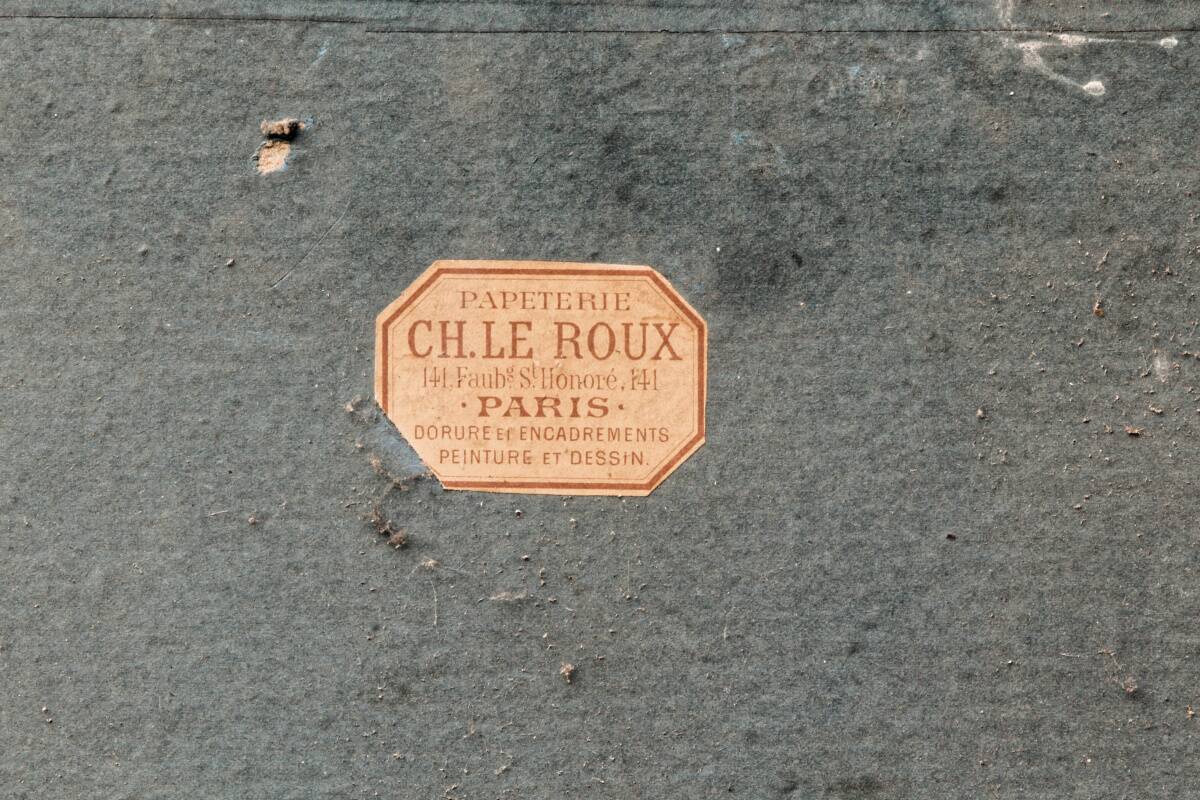 PAPETERIE
CH. LE ROUX
141, Faubg St Honoré, 141
· PARIS ·
DORURE ET ENCADREMENTS
PEINTURE ET DESSIN.